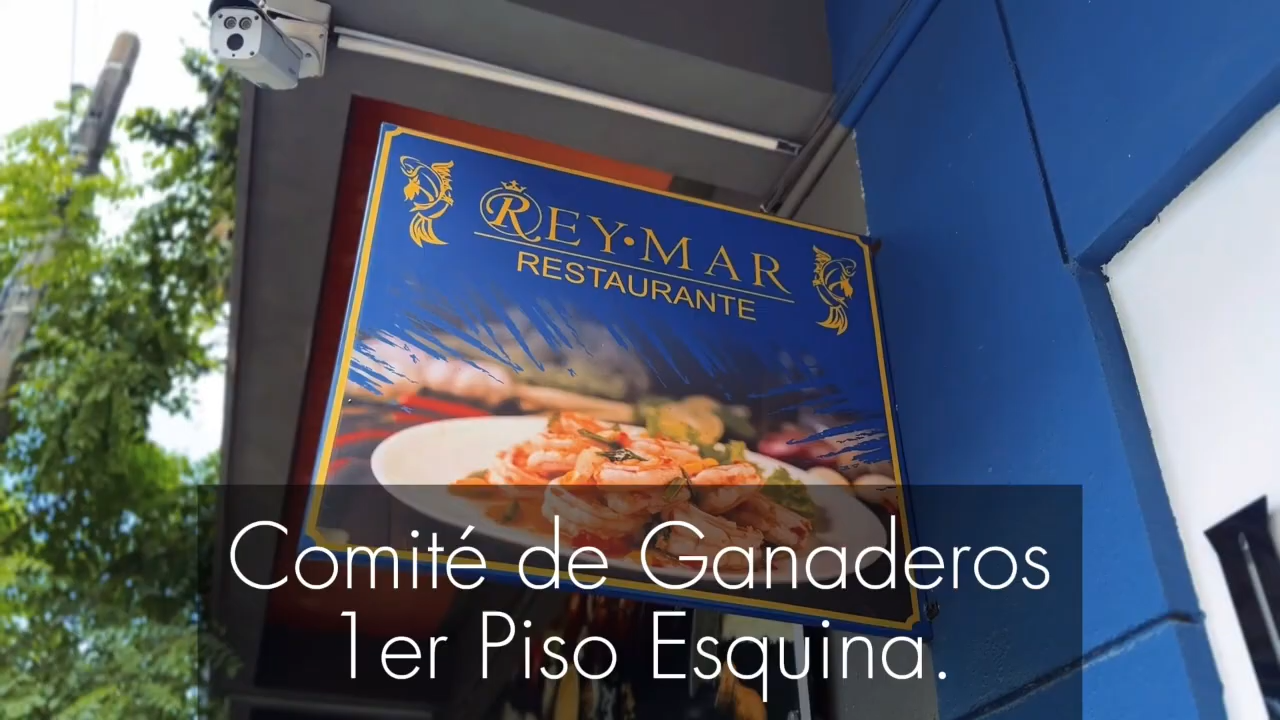 REY·MAR
RESTAURANTE
Comité de Ganaderos
1er Piso Esquina.